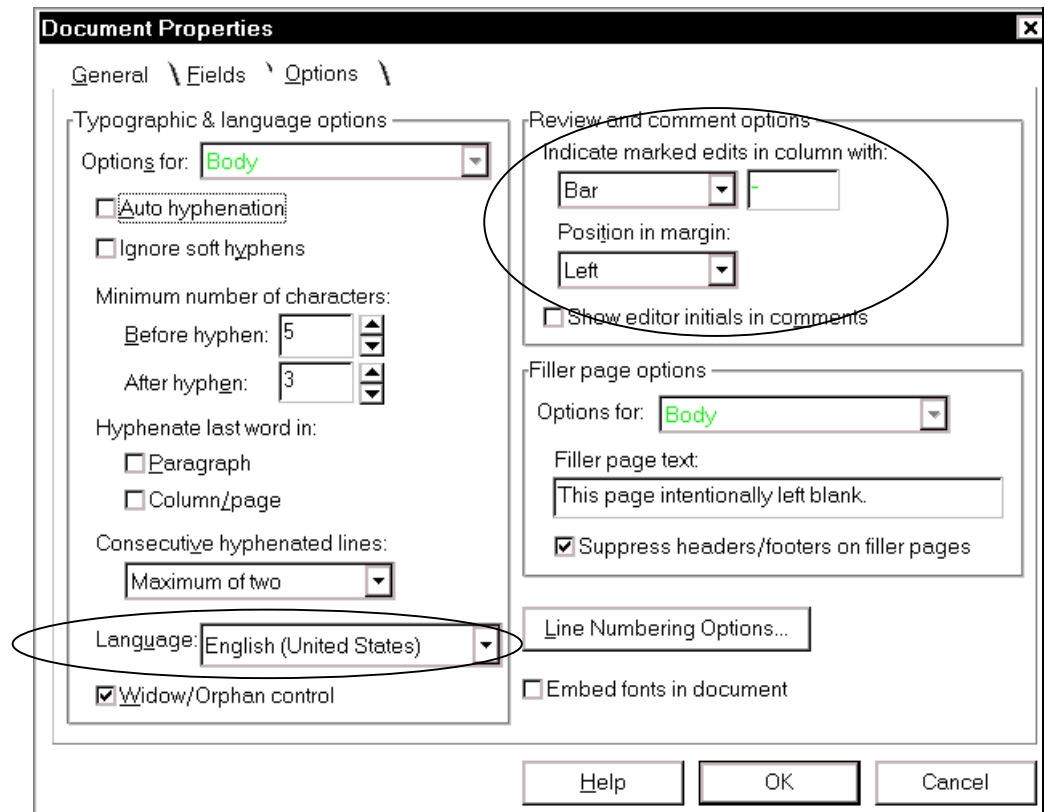 Document Properties
General Fields Options
Typographic & language options
Options for: Body
Auto hyphenation
Ignore soft hyphens
Minimum number of characters:
Before hyphen: 5
After hyphen: 3
Hyphenate last word in:
Paragraph
Column/page
Consecutive hyphenated lines:
Maximum of two
Language: English (United States)
Widow/Orphan control
Review and comment options
Indicate marked edits in column with:
Bar -
Position in margin:
Left
Show editor initials in comments
Filler page options
Options for: Body
Filler page text:
This page intentionally left blank.
Suppress headers/footers on filler pages
Line Numbering Options...
Embed fonts in document
Help OK Cancel